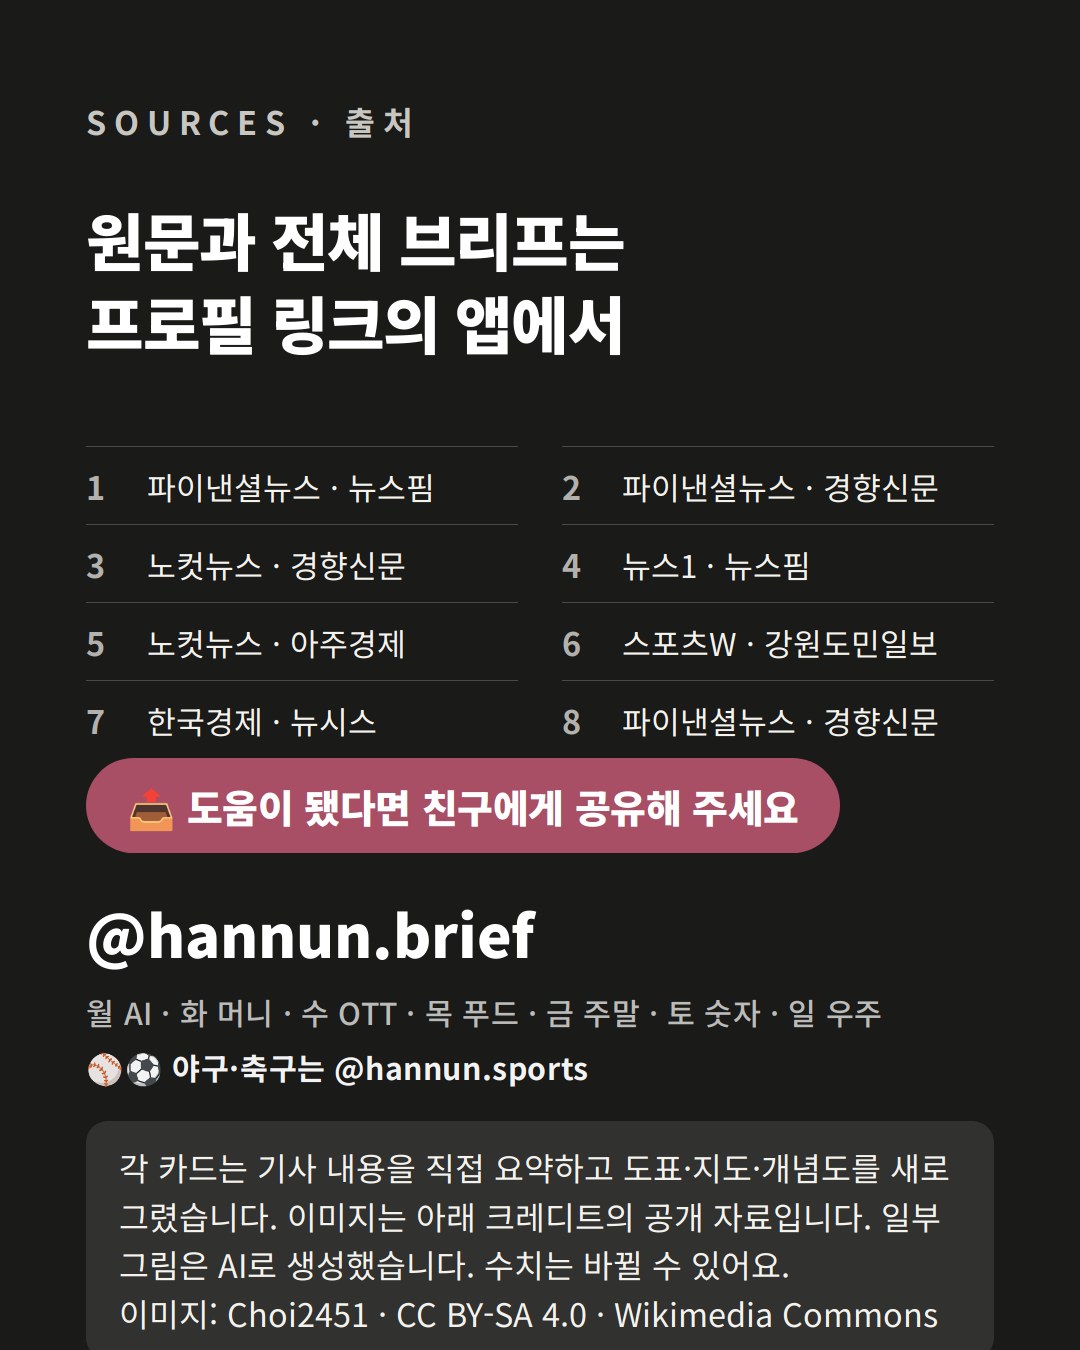 SOURCES · 출처
원문과 전체 브리프는
프로필 링크의 앱에서
1 파이낸셜뉴스 · 뉴스핌
2 파이낸셜뉴스 · 경향신문
3 노컷뉴스 · 경향신문
4 뉴스1 · 뉴스핌
5 노컷뉴스 · 아주경제
6 스포츠W · 강원도민일보
7 한국경제 · 뉴시스
8 파이낸셜뉴스 · 경향신문
📤 도움이 됐다면 친구에게 공유해 주세요
@hannun.brief
월 AI · 화 머니 · 수 OTT · 목 푸드 · 금 주말 · 토 숫자 · 일 우주
⚾⚽ 야구·축구는 @hannun.sports
각 카드는 기사 내용을 직접 요약하고 도표·지도·개념도를 새로
그렸습니다. 이미지는 아래 크레디트의 공개 자료입니다. 일부
그림은 AI로 생성했습니다. 수치는 바뀔 수 있어요.
이미지: Choi2451 · CC BY-SA 4.0 · Wikimedia Commons